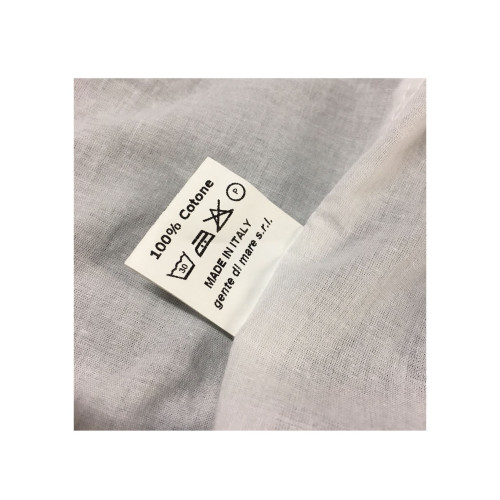 100% Cotone
30 P
MADE IN ITALY
gente di mare s.r.l.